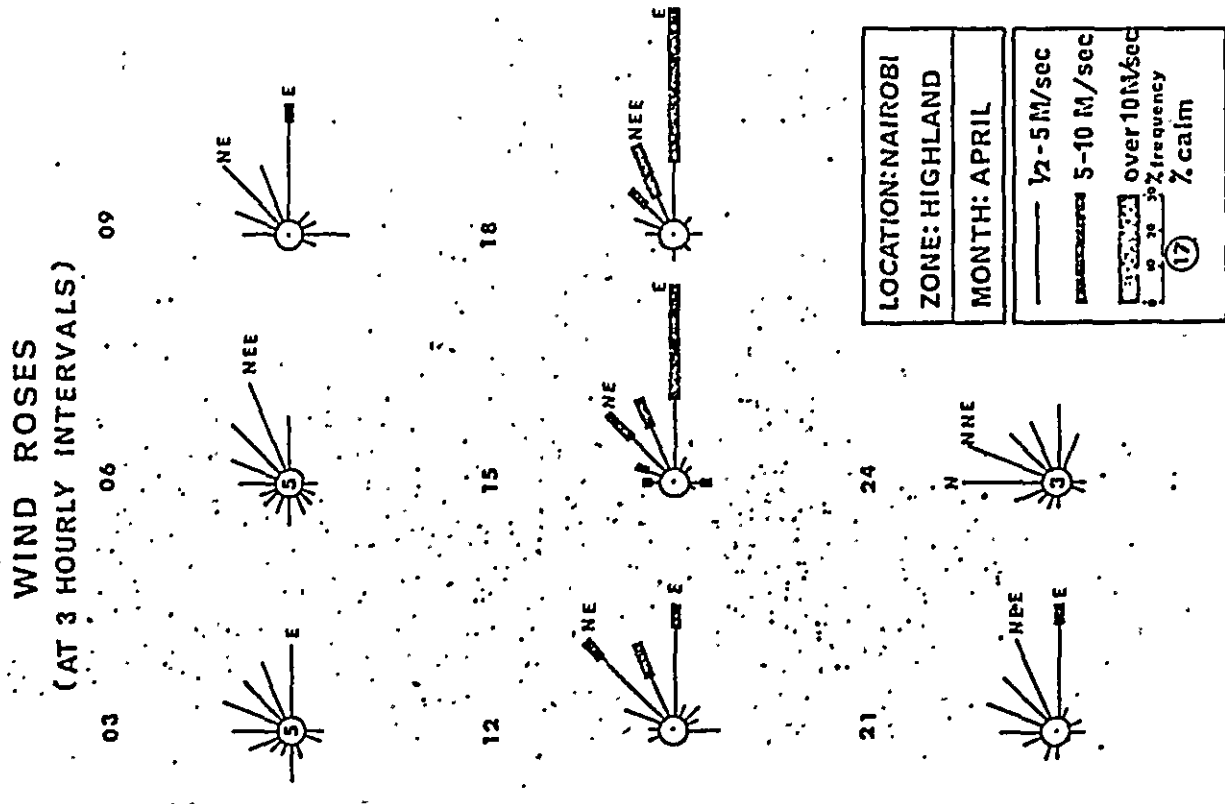 WIND ROSES
(AT 3 HOURLY INTERVALS)
03
06
09
E
5
NEE
5
NE
E
12
15
18
NE
E
NE
E
NEE
E
21
24
E
N
NNE
3
LOCATION: NAIROBI
ZONE: HIGHLAND
MONTH: APRIL
1/2-5 M/sec
5-10 M/sec
over 10 M/sec
% frequency
% calm
17